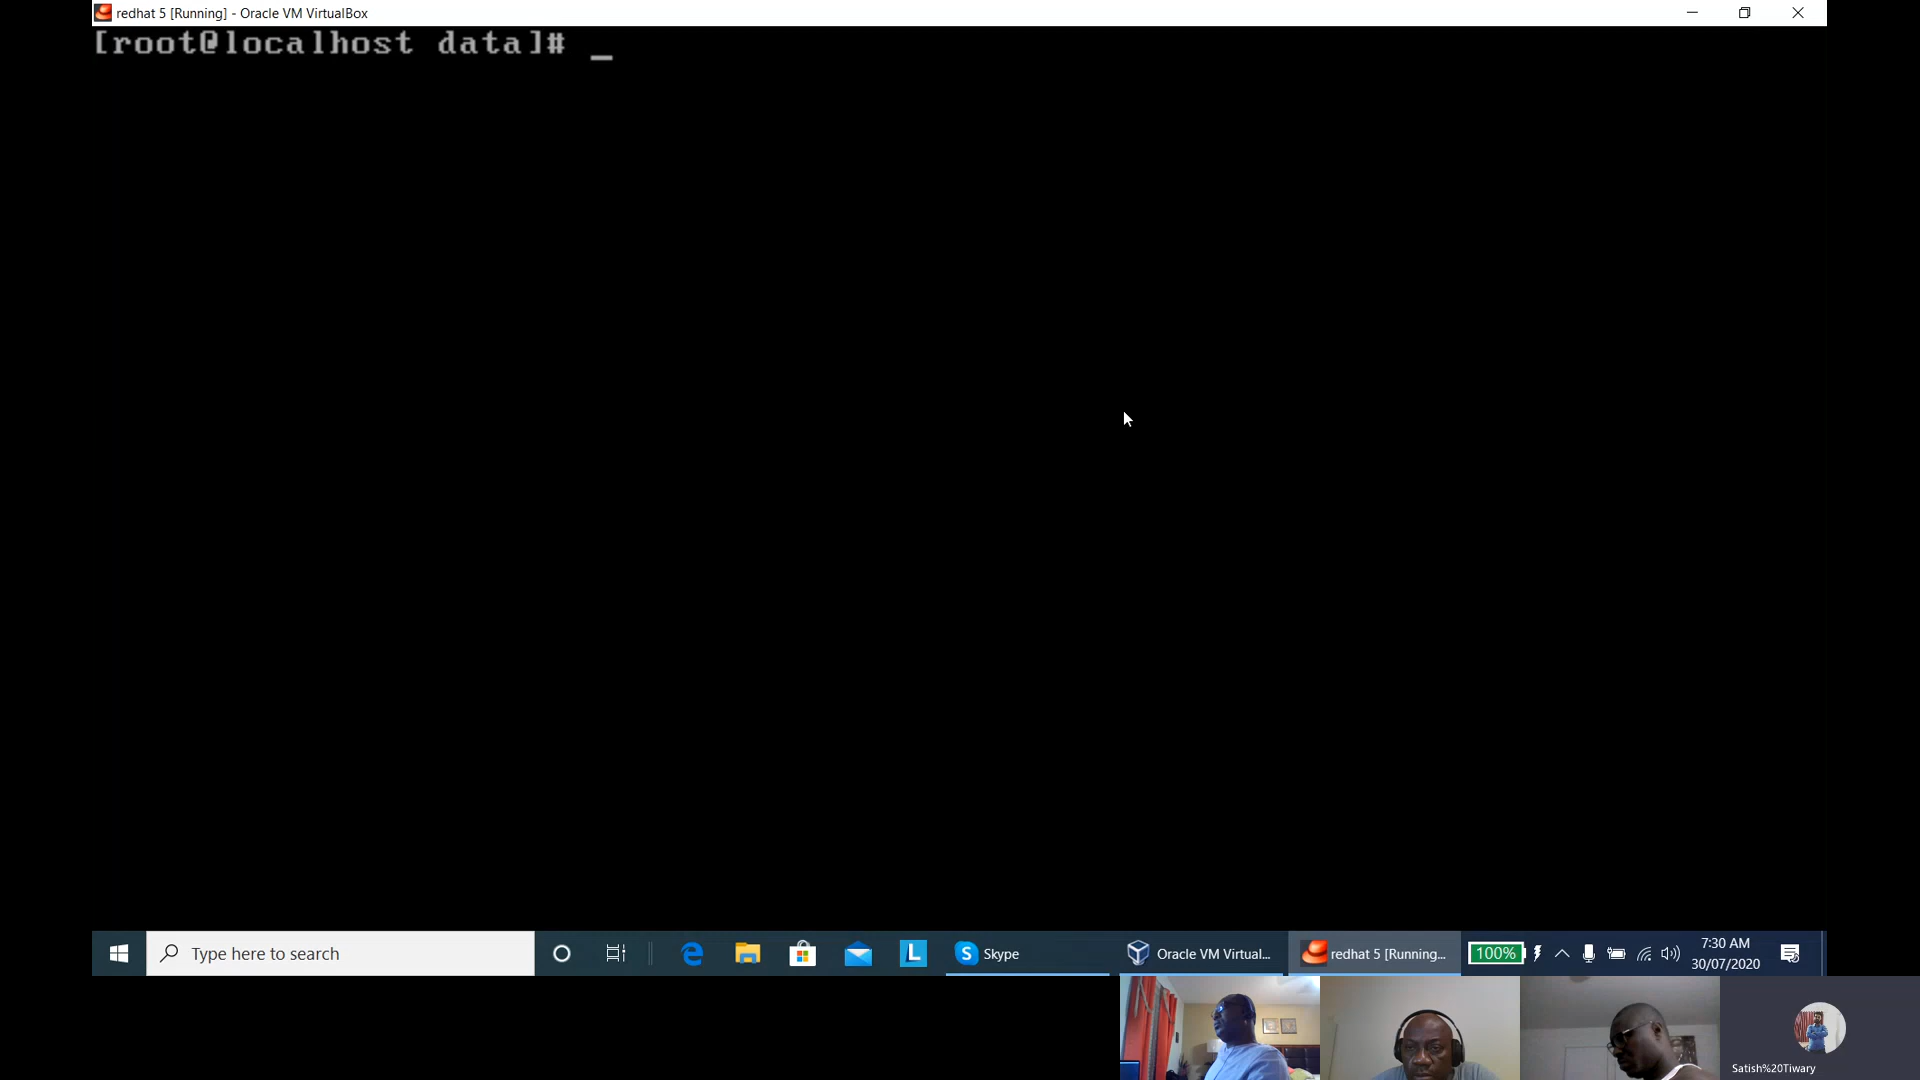 redhat 5 [Running] - Oracle VM VirtualBox
[root@localhost data]# _
Type here to search
L
S Skype
Oracle VM Virtual...
redhat 5 [Running...
100%
7:30 AM
30/07/2020
Satish%20Tiwary